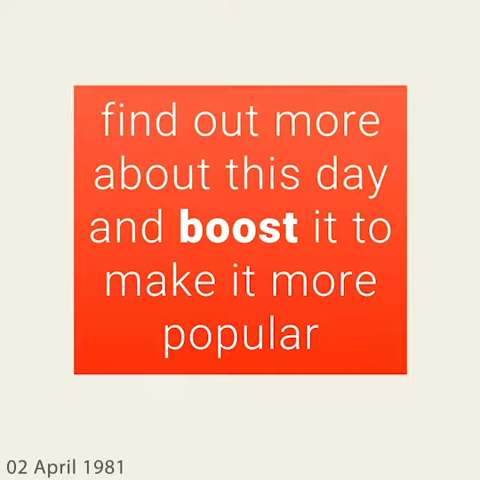 find out more
about this day
and boost it to
make it more
popular
02 April 1981